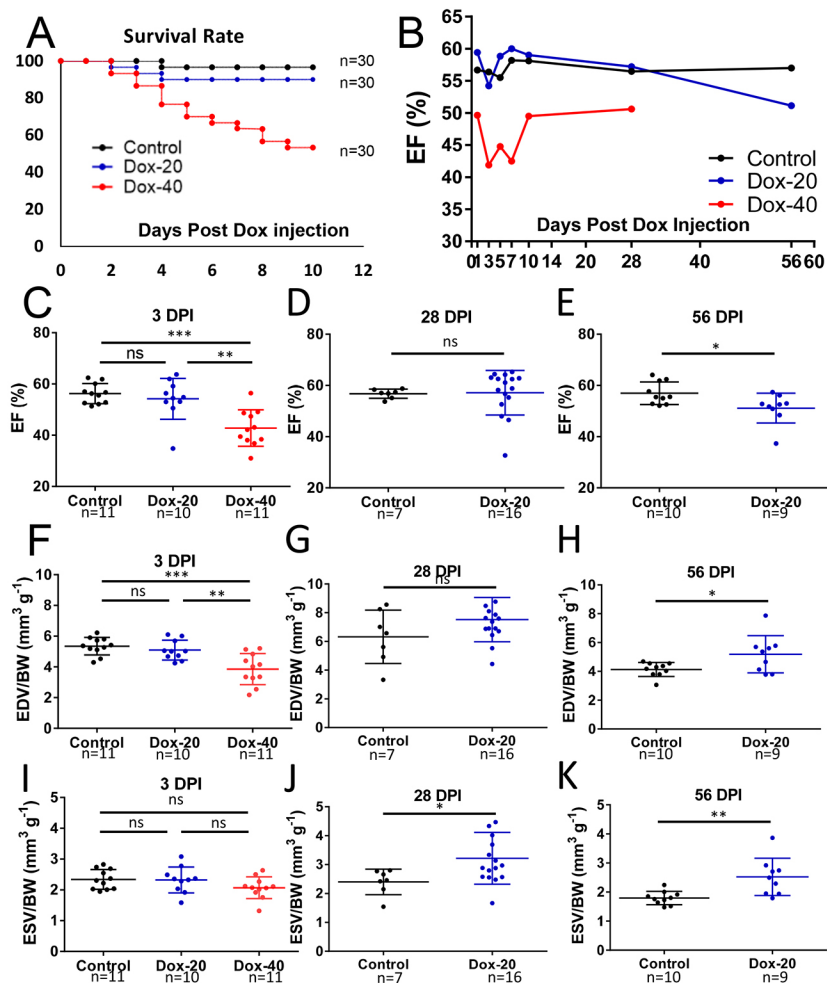 A
Survival Rate
100
80
60
40
20
0
n=30
n=30
n=30
Control
Dox-20
Dox-40
Days Post Dox injection
0 2 4 6 8 10 12
B
EF (%)
65
60
55
50
45
40
35
30
Control
Dox-20
Dox-40
Days Post Dox Injection
0 1 3 5 7 10 14 20 28 40 56 60
C
3 DPI
***
ns **
EF (%)
80
60
40
20
Control Dox-20 Dox-40
n=11 n=10 n=11
D
28 DPI
ns
EF (%)
80
60
40
20
Control Dox-20
n=7 n=16
E
56 DPI
*
EF (%)
80
60
40
20
Control Dox-20
n=10 n=9
F
3 DPI
***
ns **
EDV/BW (mm³ g⁻¹)
10
8
6
4
2
0
Control Dox-20 Dox-40
n=11 n=10 n=11
G
28 DPI
ns
EDV/BW (mm³ g⁻¹)
10
8
6
4
2
0
Control Dox-20
n=7 n=16
H
56 DPI
*
EDV/BW (mm³ g⁻¹)
10
8
6
4
2
0
Control Dox-20
n=10 n=9
I
3 DPI
ns
ns ns
ESV/BW (mm³ g⁻¹)
5
4
3
2
1
0
Control Dox-20 Dox-40
n=11 n=10 n=11
J
28 DPI
*
ESV/BW (mm³ g⁻¹)
5
4
3
2
1
0
Control Dox-20
n=7 n=16
K
56 DPI
**
ESV/BW (mm³ g⁻¹)
5
4
3
2
1
0
Control Dox-20
n=10 n=9